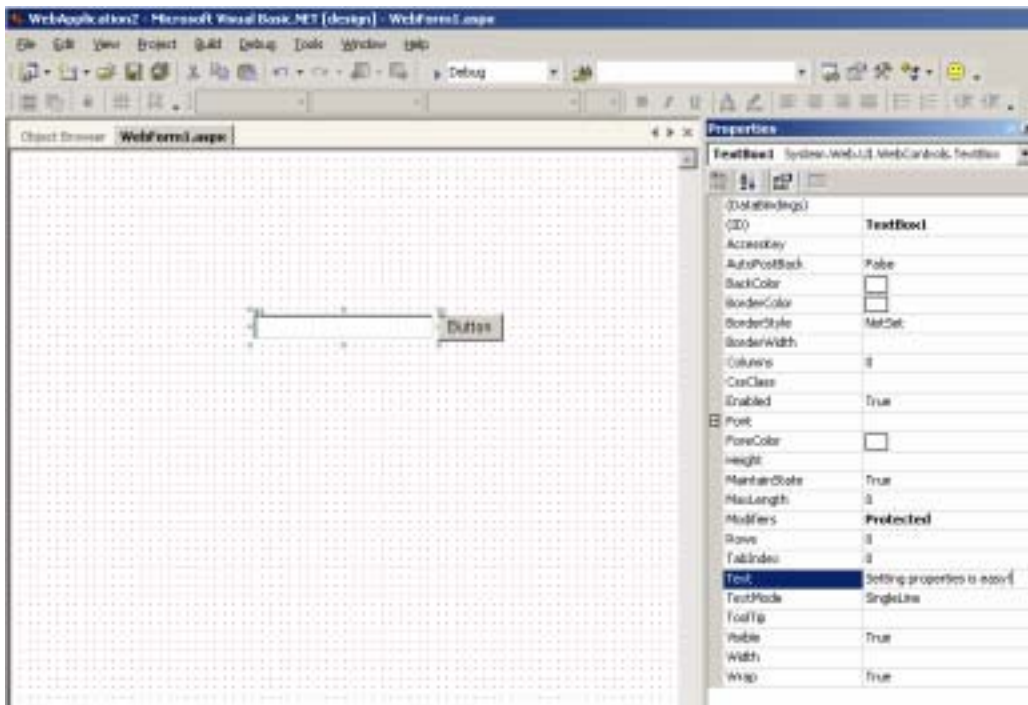 WebApplication2 - Microsoft Visual Basic.NET [design] - WebForm1.aspx
File Edit View Project Build Debug Tools Window Help
Debug
B I U
Object Browser WebForm1.aspx
Properties
TextBox1 System.Web.UI.WebControls.TextBox
(DataBindings)
(ID) TextBox1
AccessKey
AutoPostBack False
BackColor
BorderColor
BorderStyle NotSet
BorderWidth
Columns 0
CssClass
Enabled True
Font
ForeColor
Height
MaintainState True
MaxLength 0
Modifiers Protected
Rows 0
TabIndex 0
Text Setting properties is easy!
TextMode SingleLine
ToolTip
Visible True
Width
Wrap True
Button